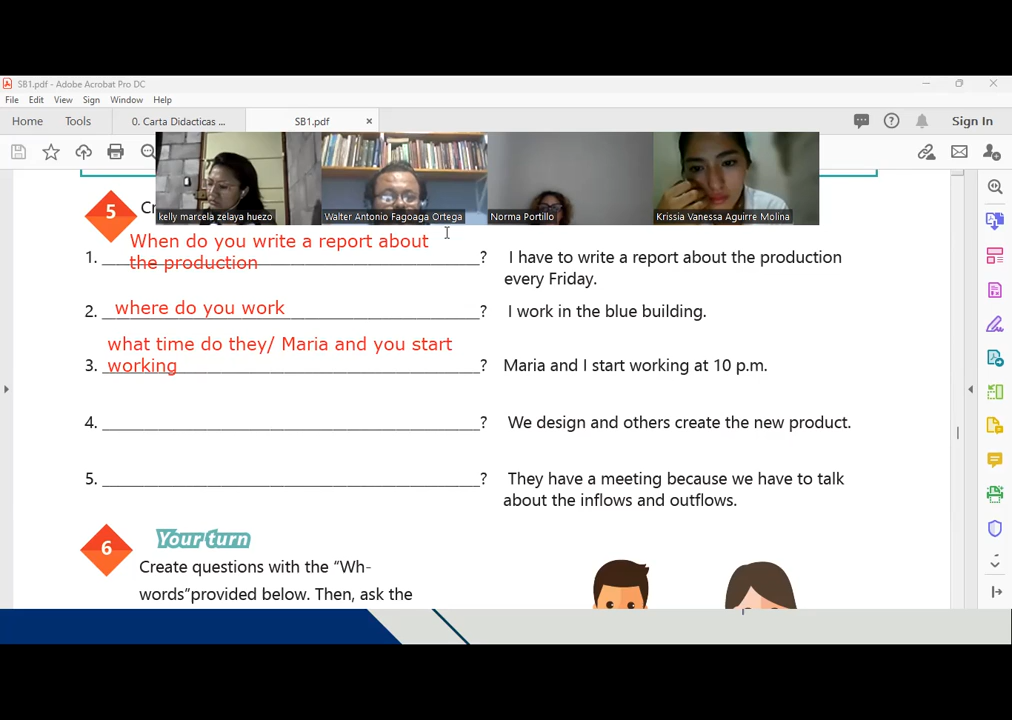 SB1.pdf - Adobe Acrobat Pro DC
File Edit View Sign Window Help
Home Tools 0. Carta Didacticas ... SB1.pdf × Sign In
kelly marcela zelaya huezo Walter Antonio Fagoaga Ortega Norma Portillo Krissia Vanessa Aguirre Molina
5
When do you write a report about
the production
1. ? I have to write a report about the production
every Friday.
where do you work
2. ? I work in the blue building.
what time do they/ Maria and you start
working
3. ? Maria and I start working at 10 p.m.
4. ? We design and others create the new product.
5. ? They have a meeting because we have to talk
about the inflows and outflows.
6 Your turn
Create questions with the “Wh-
words”provided below. Then, ask the